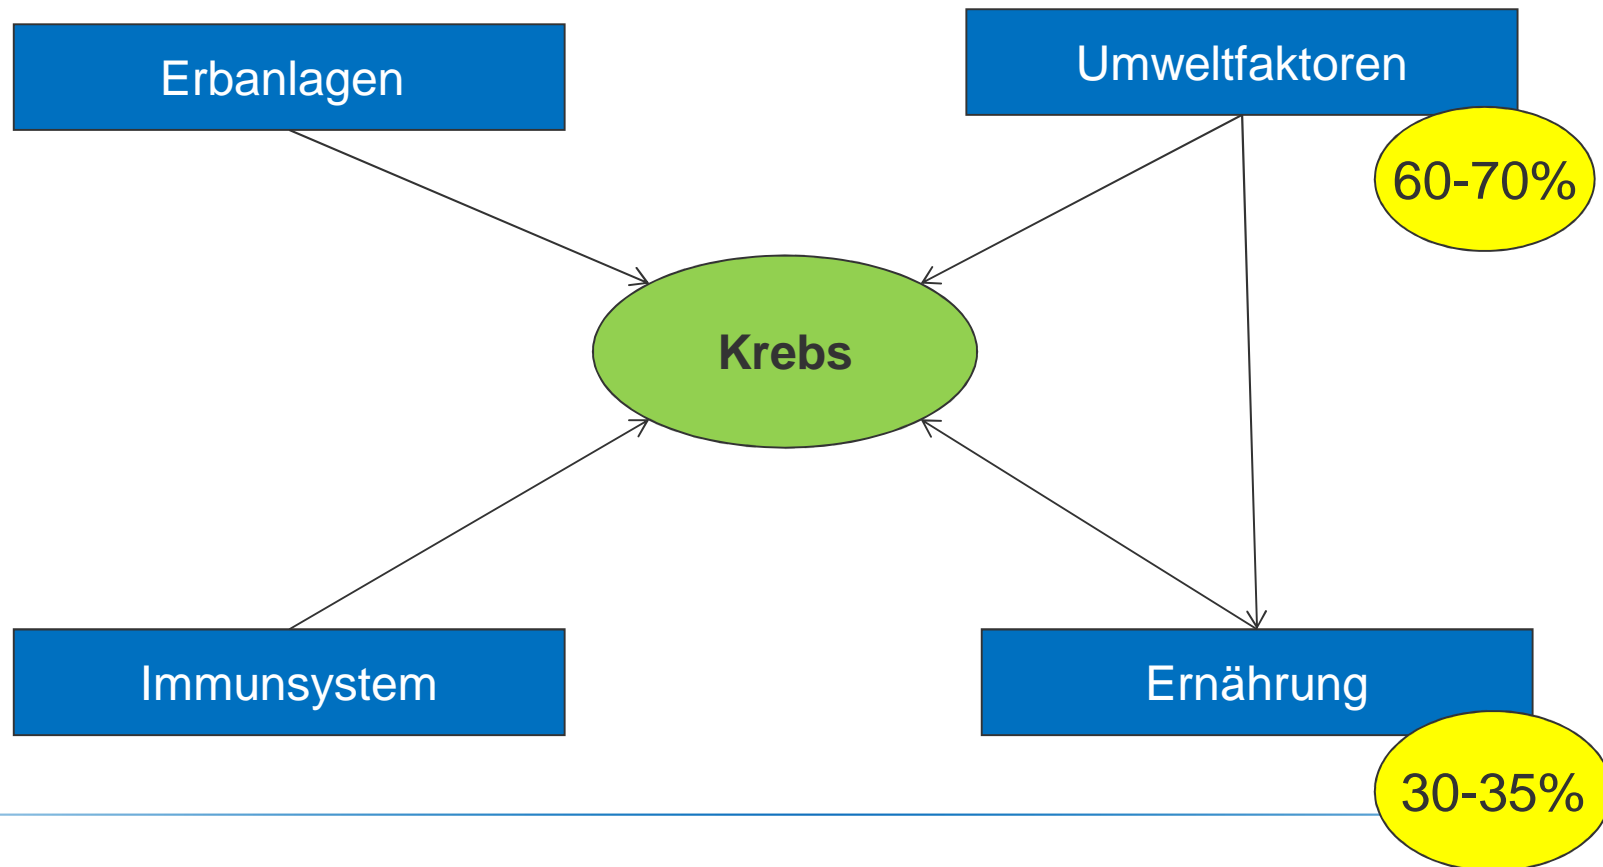 Erbanlagen
Umweltfaktoren
60-70%
Krebs
Immunsystem
Ernährung
30-35%